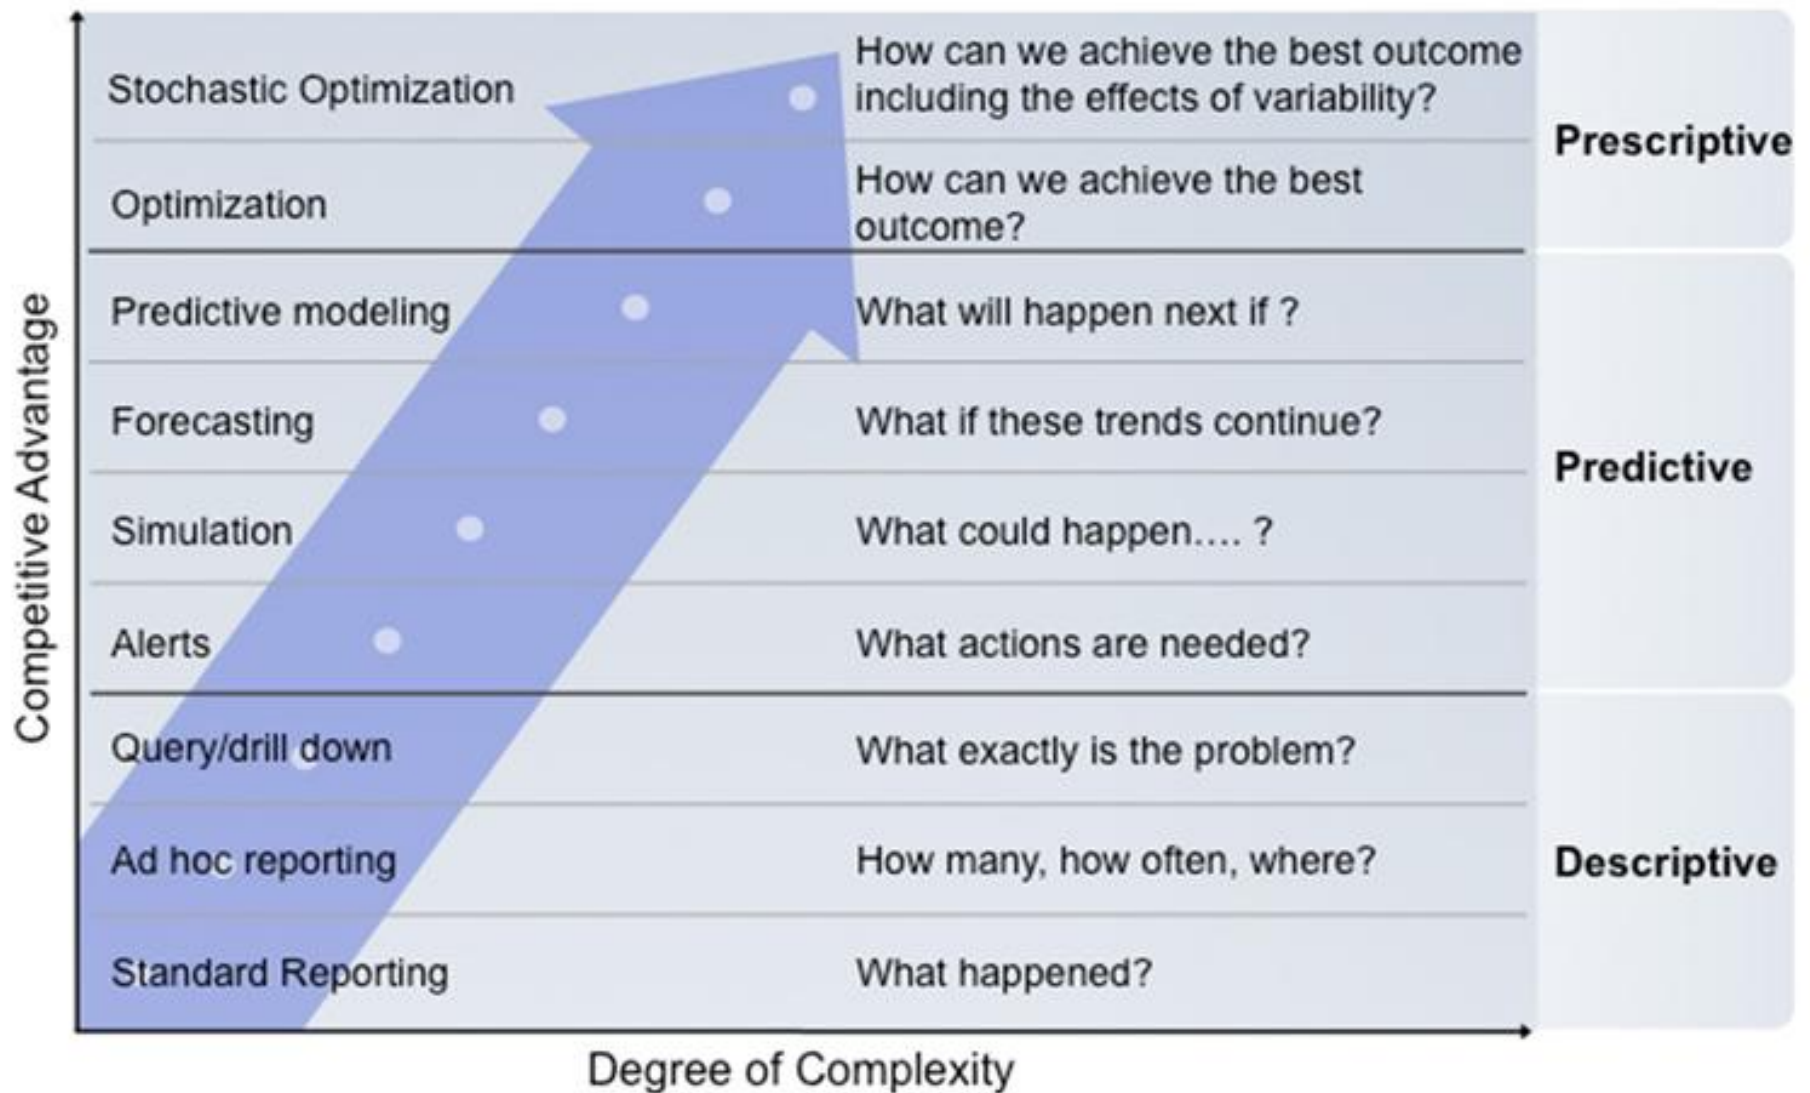 Stochastic Optimization
How can we achieve the best outcome
including the effects of variability?
Prescriptive
Optimization
How can we achieve the best
outcome?
Predictive modeling
What will happen next if ?
Forecasting
What if these trends continue?
Predictive
Simulation
What could happen.... ?
Alerts
What actions are needed?
Query/drill down
What exactly is the problem?
Ad hoc reporting
How many, how often, where?
Descriptive
Standard Reporting
What happened?
Competitive Advantage
Degree of Complexity